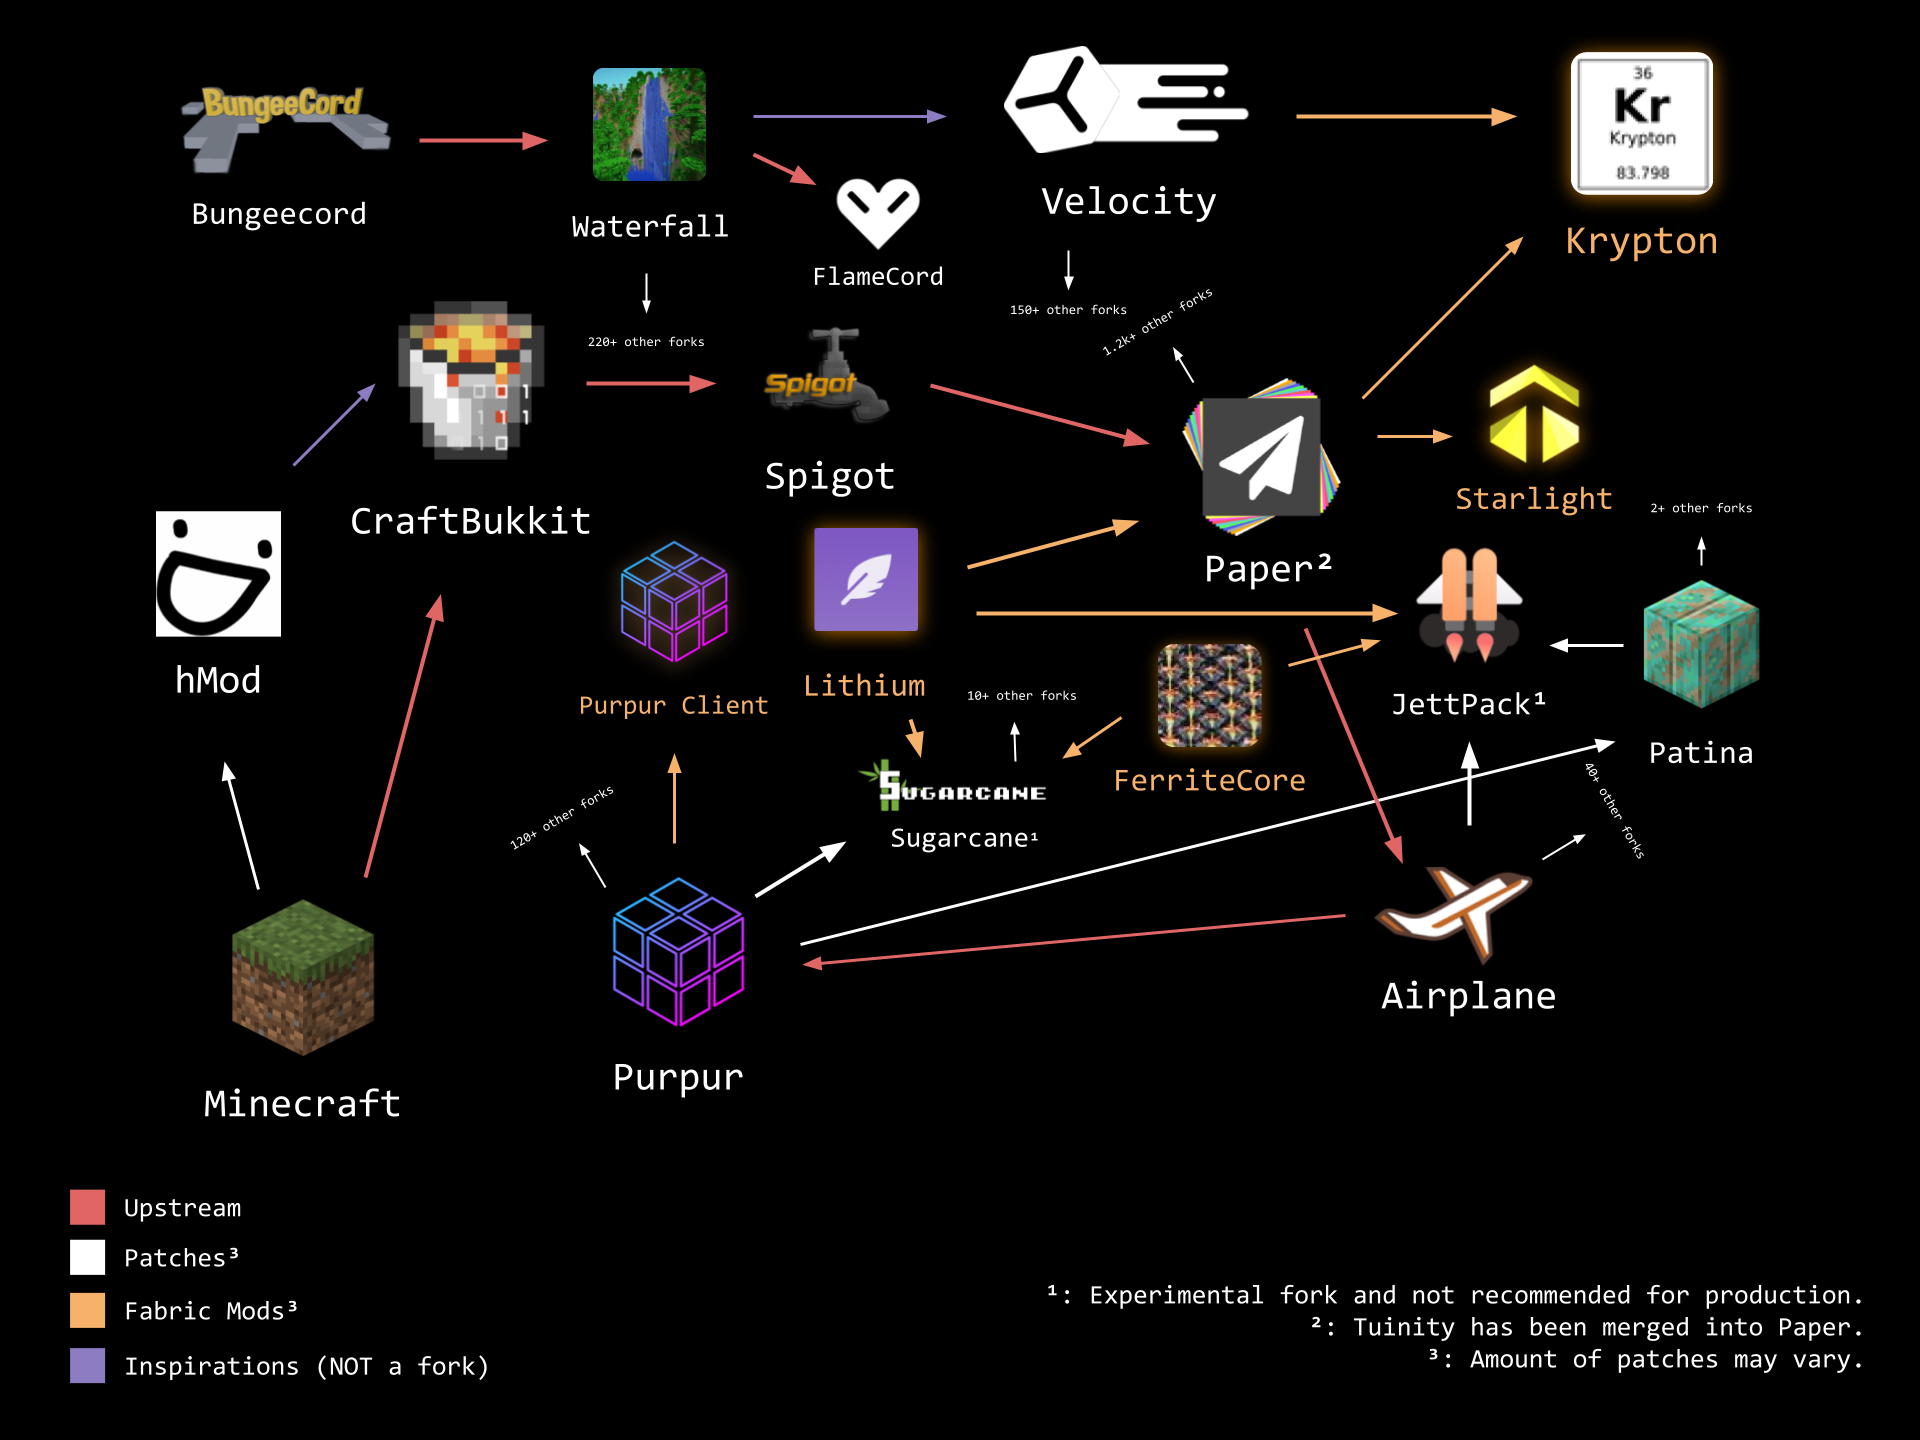 BungeeCord
Bungeecord
Waterfall
FlameCord
Velocity
36
Kr
Krypton
83.798
Krypton
220+ other forks
150+ other forks
1.2k+ other forks
CraftBukkit
Spigot
Spigot
Paper²
Starlight
2+ other forks
hMod
Purpur Client
Lithium
10+ other forks
FerriteCore
JettPack¹
Patina
120+ other forks
SUGARCANE
Sugarcane¹
40+ other forks
Minecraft
Purpur
Airplane
Upstream
Patches³
Fabric Mods³
Inspirations (NOT a fork)
¹: Experimental fork and not recommended for production.
²: Tuinity has been merged into Paper.
³: Amount of patches may vary.